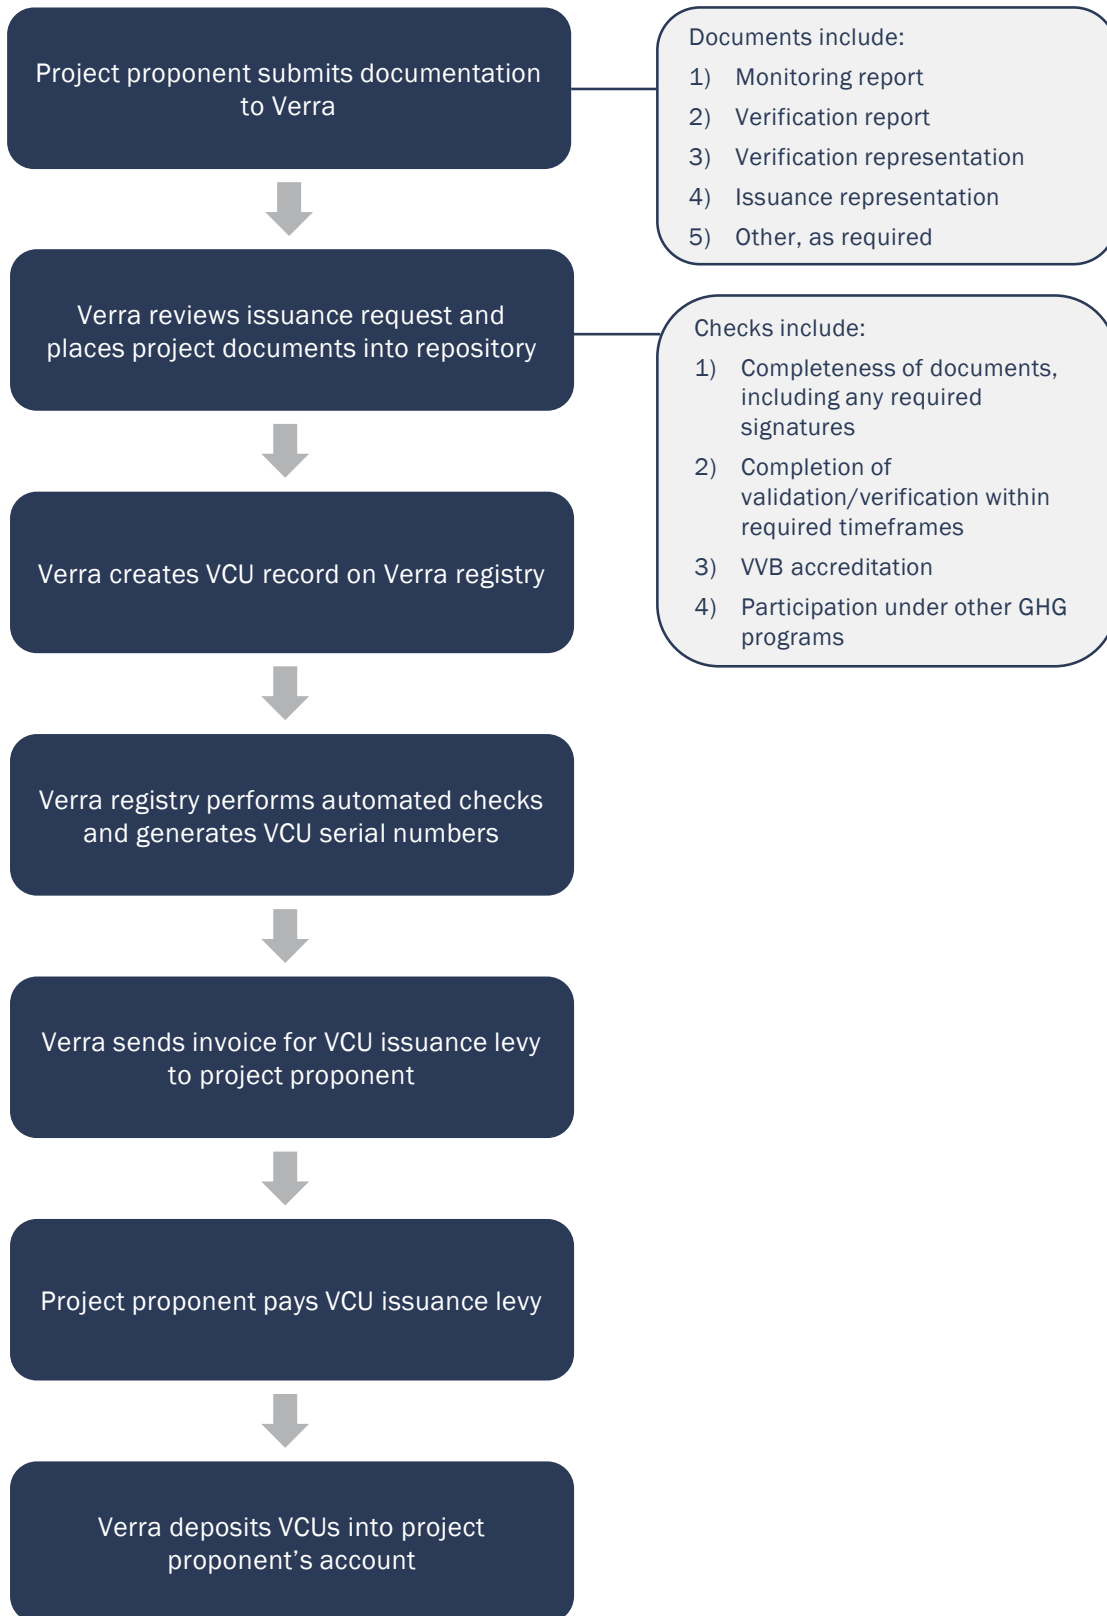 Project proponent submits documentation
to Verra
Documents include:
1) Monitoring report
2) Verification report
3) Verification representation
4) Issuance representation
5) Other, as required
Verra reviews issuance request and
places project documents into repository
Checks include:
1) Completeness of documents,
including any required
signatures
2) Completion of
validation/verification within
required timeframes
3) VVB accreditation
4) Participation under other GHG
programs
Verra creates VCU record on Verra registry
Verra registry performs automated checks
and generates VCU serial numbers
Verra sends invoice for VCU issuance levy
to project proponent
Project proponent pays VCU issuance levy
Verra deposits VCUs into project
proponent’s account